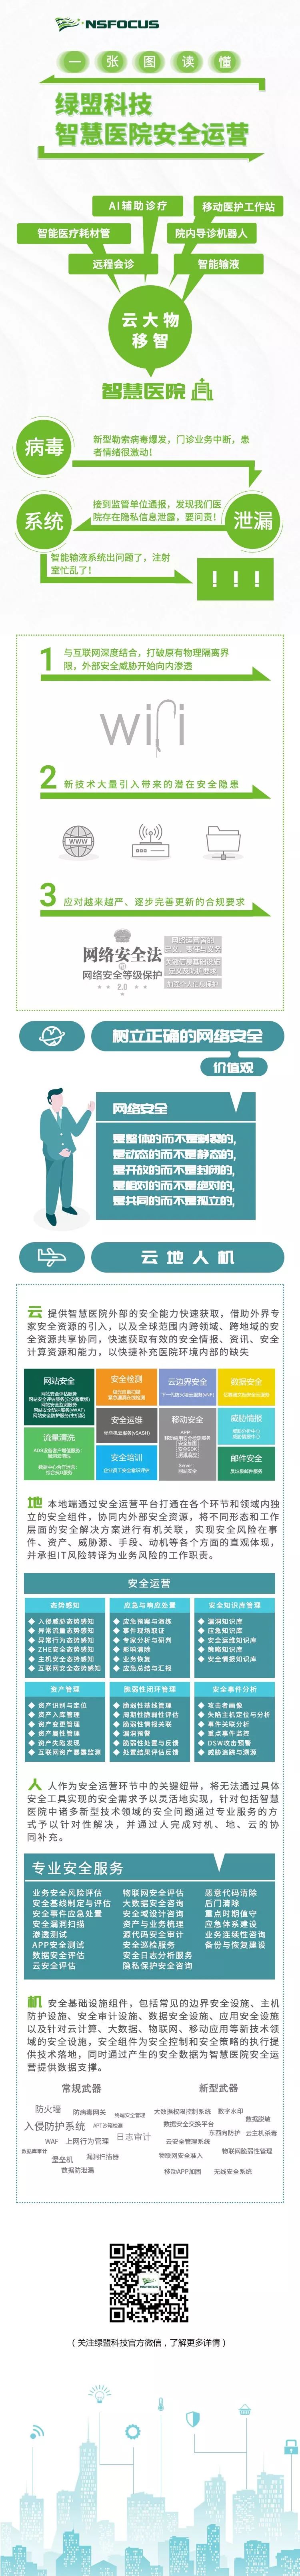 NSFOCUS
一张图读懂
绿盟科技
智慧医院安全运营
AI辅助诊疗
移动医护工作站
智能医疗耗材管
院内导诊机器人
远程会诊
智能输液
云大物
移智
智慧医院
病毒
新型勒索病毒爆发，门诊业务中断，患
者情绪很激动！
系统
接到监管单位通报，发现我们医
院存在隐私信息泄露，要问责！
泄漏
智能输液系统出问题了，注射
室忙乱了！
！！！
1
与互联网深度结合，打破原有物理隔离界
限，外部安全威胁开始向内渗透
wifi
2
新技术大量引入带来的潜在安全隐患
WWW
3
应对越来越严、逐步完善更新的合规要求
网络安全法
网络安全等级保护
2.0
树立正确的网络安全
价值观
网络安全
是整体的而不是割裂的,
是动态的而不是静态的,
是开放的而不是封闭的,
是相对的而不是绝对的,
是共同的而不是孤立的,
云地人机
云 提供智慧医院外部的安全能力快速获取，借助外界专
家安全资源的引入，以及全球范围内跨领域、跨地域的安
全资源共享协同，快速获取有效的安全情报、资讯、安全
计算资源和能力，以快捷补充医院环境内部的缺失
网站安全
网站安全评估服务
网站安全监测服务
安全检测
云边界安全
数据安全
安全运维
移动安全
威胁情报
流量清洗
安全培训
邮件安全
地 本地端通过安全运营平台打通在各个环节和领域内独
立的安全组件，协同内外部安全资源，将不同形态和工作
层面的安全解决方案进行有机关联，实现安全风险在事
件、资产、威胁源、手段、动机等各个方面的直观体现，
并承担IT风险转译为业务风险的工作职责。
安全运营
态势感知
应急与响应处置
安全知识库管理
入侵威胁态势感知
应急预案与演练
漏洞知识库
异常流量态势感知
事件现场取证
应急知识库
异常行为态势感知
专家分析与研判
安全运维知识库
ZHE安全态势感知
影响清除
策略知识库
主机安全态势感知
业务恢复
安全情报知识库
互联网安全态势感知
应急总结与汇报
资产管理
脆弱性闭环管理
安全事件分析
资产识别与定位
脆弱性基线管理
攻击者画像
资产入库管理
周期性脆弱性评估
失陷主机定位与分析
资产变更管理
脆弱性情报关联
事件关联分析
资产属性管理
漏洞预警
重点事件监控
资产失陷发现
脆弱性处置与反馈
DSW攻击预警
互联网资产暴露监测
处置结果评估反馈
威胁追踪与溯源
人 人作为安全运营环节中的关键纽带，将无法通过具体
安全工具实现的安全需求予以灵活地实现，针对包括智慧
医院中诸多新型技术领域的安全问题通过专业服务的方
式予以针对性解决，并通过人完成对机、地、云的协
同补充。
专业安全服务
业务安全风险评估
物联网安全评估
恶意代码清除
安全基线制定与评估
大数据安全咨询
后门清除
安全事件应急处置
安全域设计咨询
重点时期值守
安全漏洞扫描
资产与业务梳理
应急体系建设
渗透测试
源代码安全审计
业务连续性咨询
APP安全测试
安全巡检服务
备份与恢复建设
数据安全评估
安全日志分析服务
云安全评估
隐私保护安全咨询
机 安全基础设施组件，包括常见的边界安全设施、主机
防护设施、安全审计设施、数据安全设施、应用安全设施
以及针对云计算、大数据、物联网、移动应用等新技术领
域的安全设施，安全组件为安全控制和安全策略的执行提
供技术落地，同时通过产生的安全数据为智慧医院安全运
营提供数据支撑。
常规武器
新型武器
防火墙
防病毒网关
终端安全管理
大数据权限控制系统
数字水印
数据脱敏
入侵防护系统
APT沙箱检测
数据安全交换平台
东西向防护
云主机杀毒
WAF
上网行为管理
日志审计
云安全管理系统
数据库审计
堡垒机
漏洞扫描器
物联网安全准入
物联网脆弱性管理
数据防泄漏
移动APP加固
无线安全系统
NSFOCUS
（关注绿盟科技官方微信，了解更多详情）